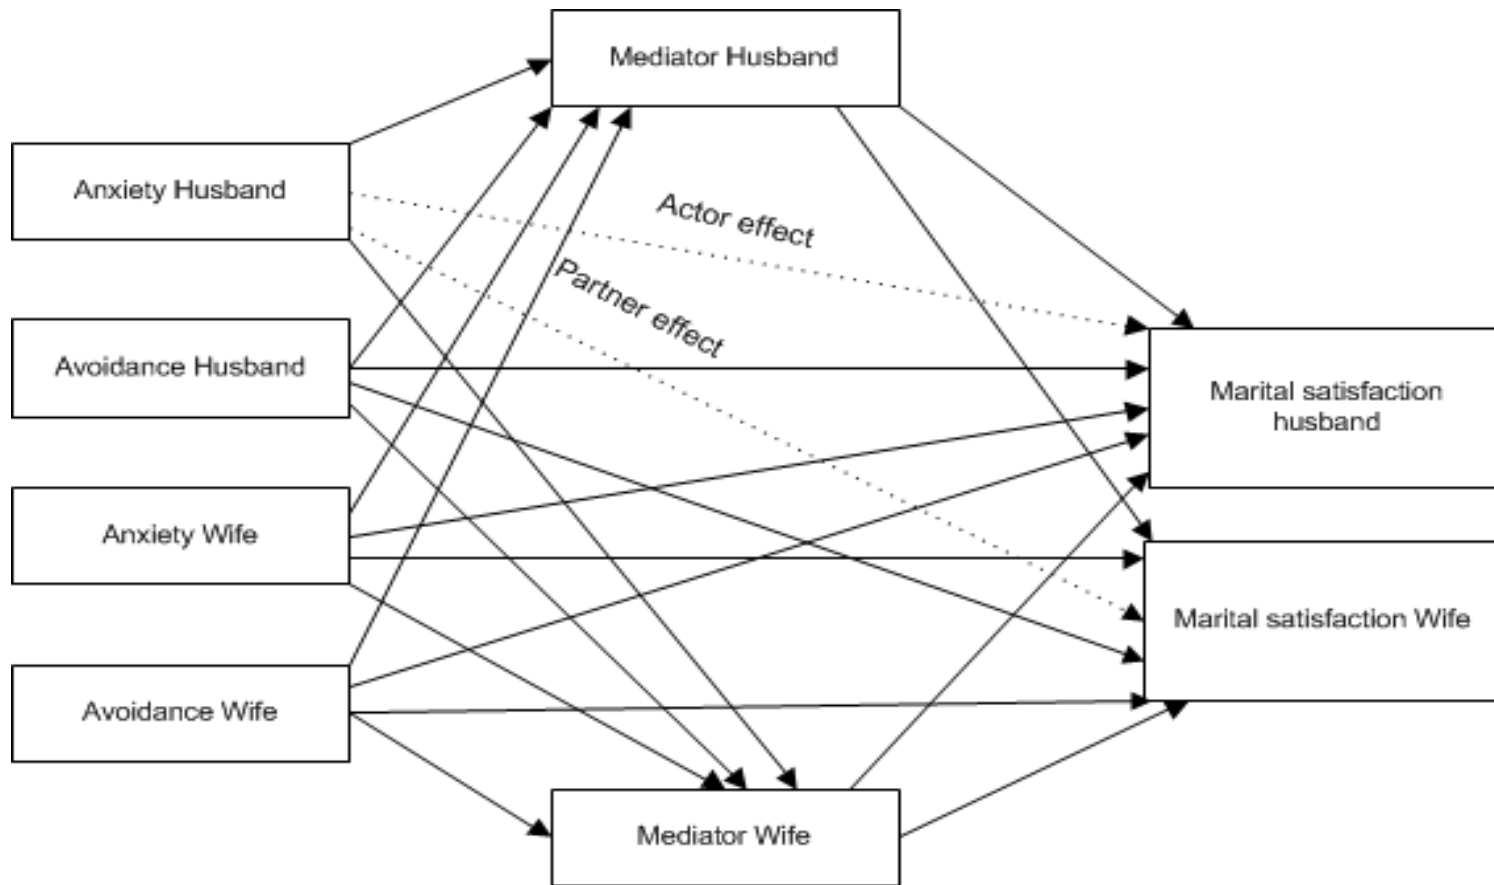 Mediator Husband
Anxiety Husband
Actor effect
Partner effect
Avoidance Husband
Marital satisfaction
husband
Anxiety Wife
Marital satisfaction Wife
Avoidance Wife
Mediator Wife